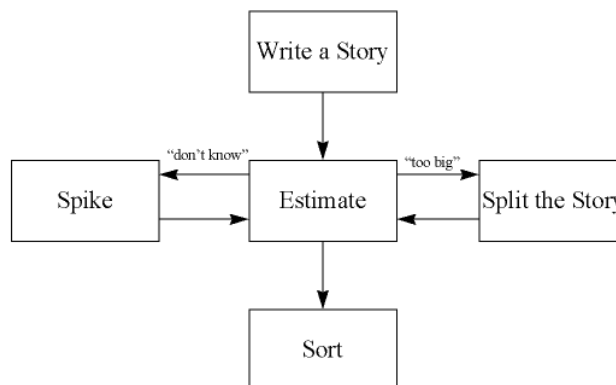 Write a Story
“don’t know”
“too big”
Spike
Estimate
Split the Story
Sort